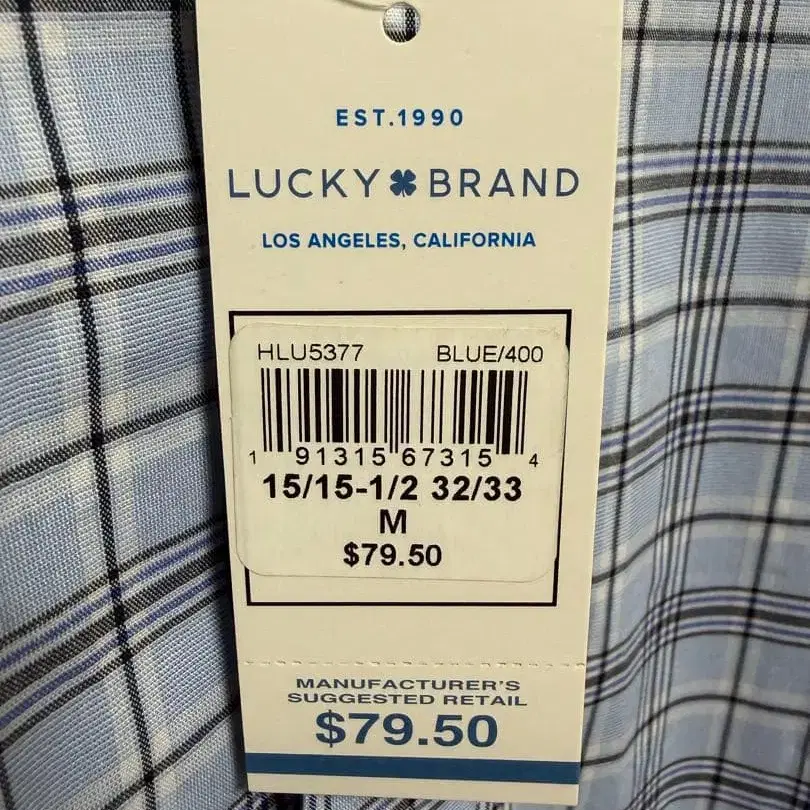 EST.1990
LUCKY BRAND
LOS ANGELES, CALIFORNIA
HLU5377 BLUE/400
1 91315 67315 4
15/15-1/2 32/33
M
$79.50
MANUFACTURER'S
SUGGESTED RETAIL
$79.50